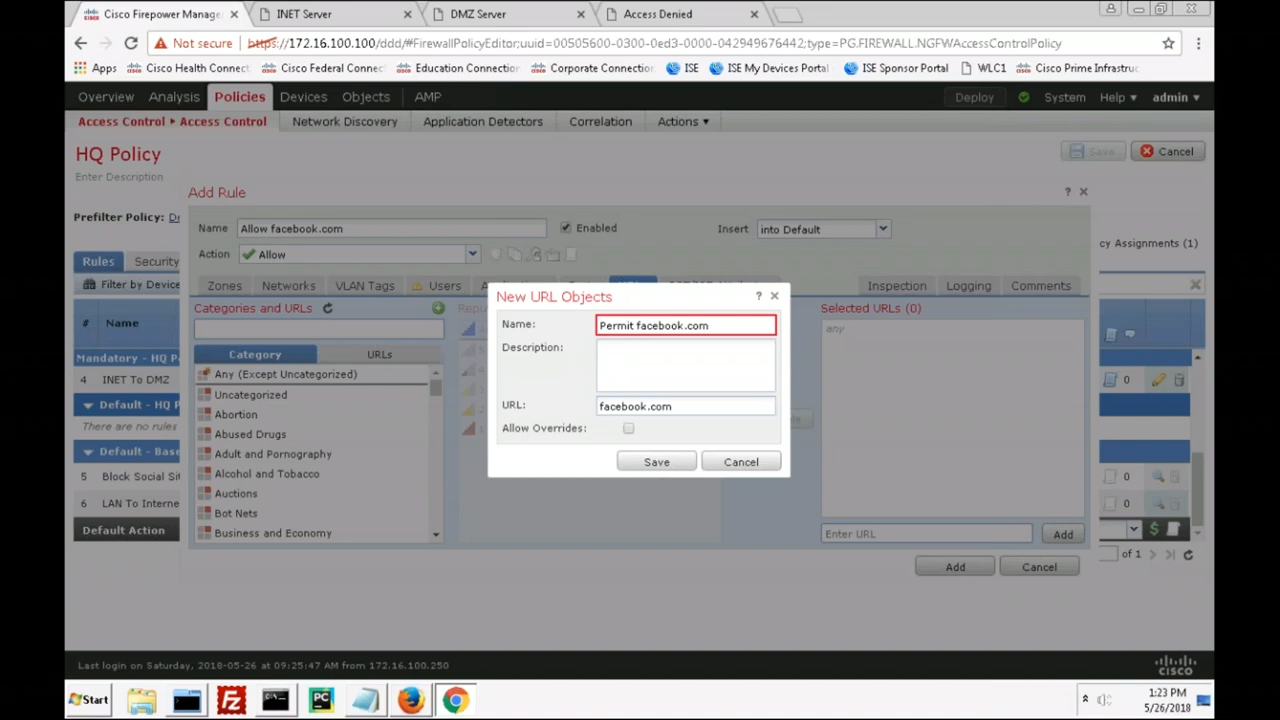 Cisco Firepower Manage
INET Server
DMZ Server
Access Denied
Not secure
https://172.16.100.100/ddd/#FirewallPolicyEditor;uuid=00505600-0300-0ed3-0000-042949676442;type=PG.FIREWALL.NGFWAccessControlPolicy
Apps
Cisco Health Connect
Cisco Federal Connec
Education Connection
Corporate Connection
ISE
ISE My Devices Portal
ISE Sponsor Portal
WLC1
Cisco Prime Infrastruc
Overview
Analysis
Policies
Devices
Objects
AMP
Deploy
System
Help
admin
Access Control
Access Control
Network Discovery
Application Detectors
Correlation
Actions
HQ Policy
Save
Cancel
Enter Description
Add Rule
?
Prefilter Policy:
Name
Allow facebook.com
Enabled
Insert
into Default
Action
Allow
cy Assignments (1)
Rules
Security
Filter by Device
Zones
Networks
VLAN Tags
Users
Inspection
Logging
Comments
Categories and URLs
Selected URLs (0)
any
Category
URLs
Any (Except Uncategorized)
Uncategorized
Abortion
Abused Drugs
Adult and Pornography
Alcohol and Tobacco
Auctions
Bot Nets
Business and Economy
New URL Objects
?
Name:
Permit facebook.com
Description:
URL:
facebook.com
Allow Overrides:
Save
Cancel
# Name
Mandatory - HQ P
4 INET To DMZ
0
Default - HQ P
There are no rules
Default - Base
5 Block Social Si
0
6 LAN To Interne
0
Default Action
Enter URL
Add
of 1
Add
Cancel
Last login on Saturday, 2018-05-26 at 09:25:47 AM from 172.16.100.250
CISCO
Start
PC
1:23 PM
5/26/2018